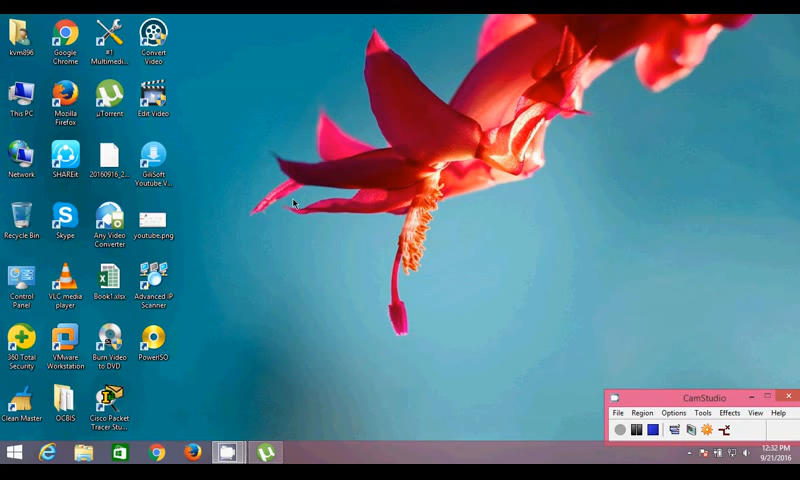 kvm896
Google
Chrome
#1
Multimedi...
Convert
Video
This PC
Mozilla
Firefox
µTorrent
Edit Video
Network
SHAREit
20160916_2...
GiliSoft
Youtube V...
Recycle Bin
Skype
Any Video
Converter
youtube.png
Control
Panel
VLC media
player
Book1.xlsx
Advanced IP
Scanner
360 Total
Security
VMware
Workstation
Burn Video
to DVD
PowerISO
Clean Master
OCBIS
Cisco Packet
Tracer Stu...
CamStudio
File Region Options Tools Effects View Help
12:32 PM
9/21/2016